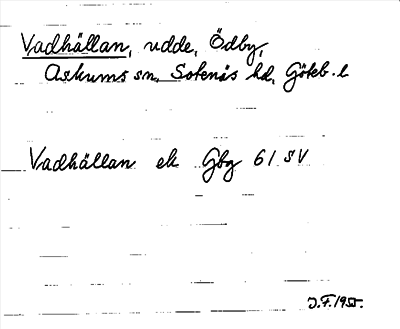 Vadhällan, udde, Ödby,
Askums sn, Sotenäs hd, Göteb. l
Vadhällan ek Gbg 61 SV
J.F. 1955.